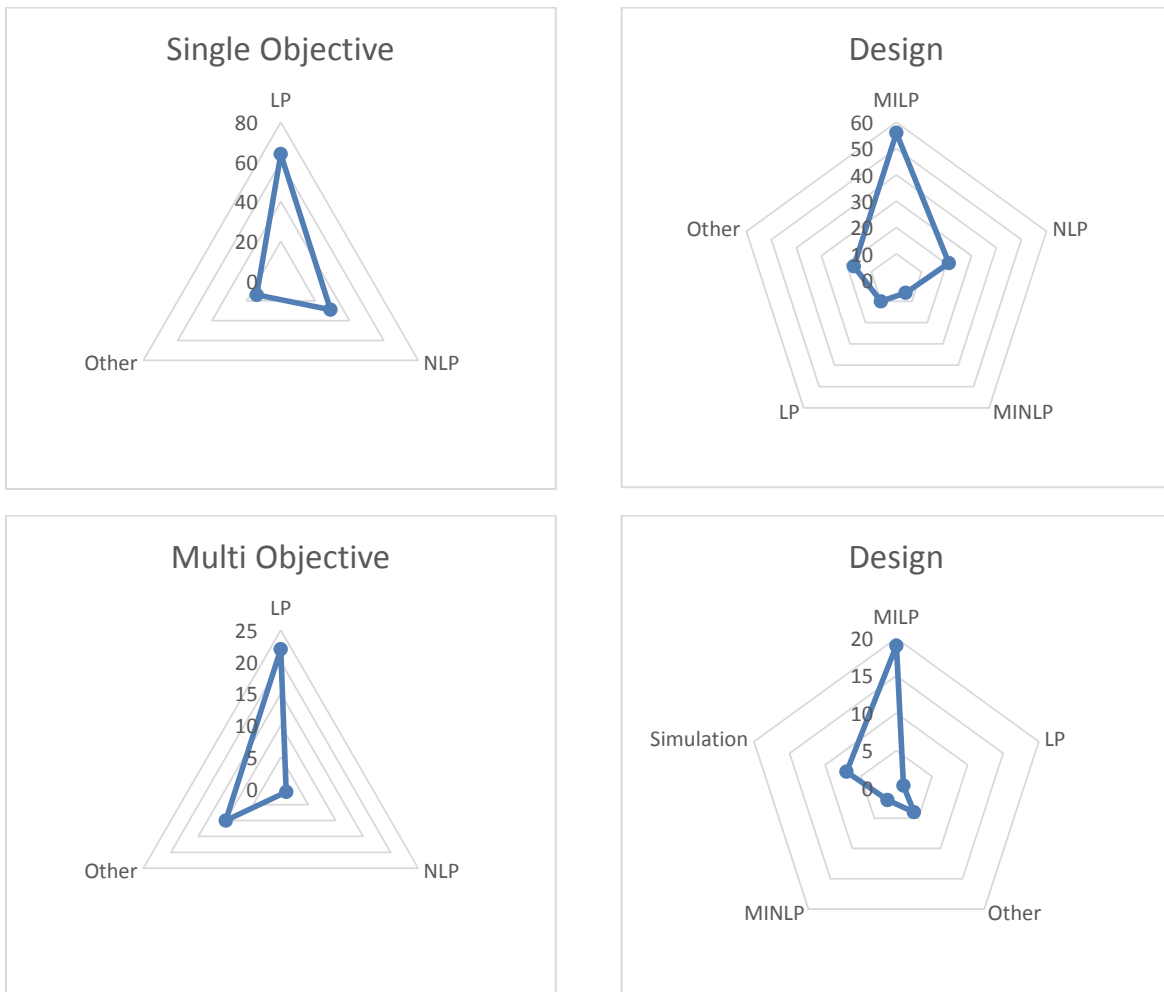 Single Objective
LP
80
60
40
20
0
Other
NLP
Design
MILP
60
50
40
30
20
10
0
Other
NLP
LP
MINLP
Multi Objective
LP
25
20
15
10
5
0
Other
NLP
Design
MILP
20
15
10
5
0
Simulation
LP
MINLP
Other